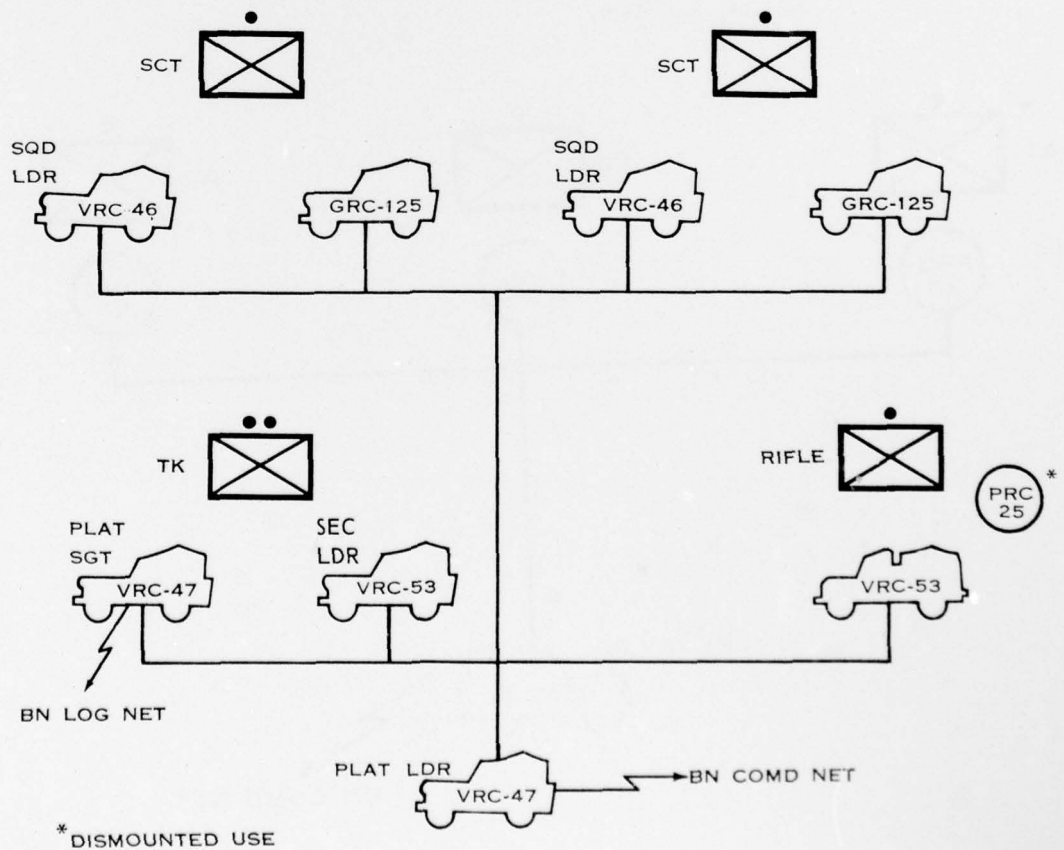 SCT
SCT
SQD
LDR
VRC-46
GRC-125
SQD
LDR
VRC-46
GRC-125
TK
RIFLE
PRC
25
*
PLAT
SGT
VRC-47
SEC
LDR
VRC-53
VRC-53
BN LOG NET
PLAT LDR
VRC-47
BN COMD NET
*DISMOUNTED USE